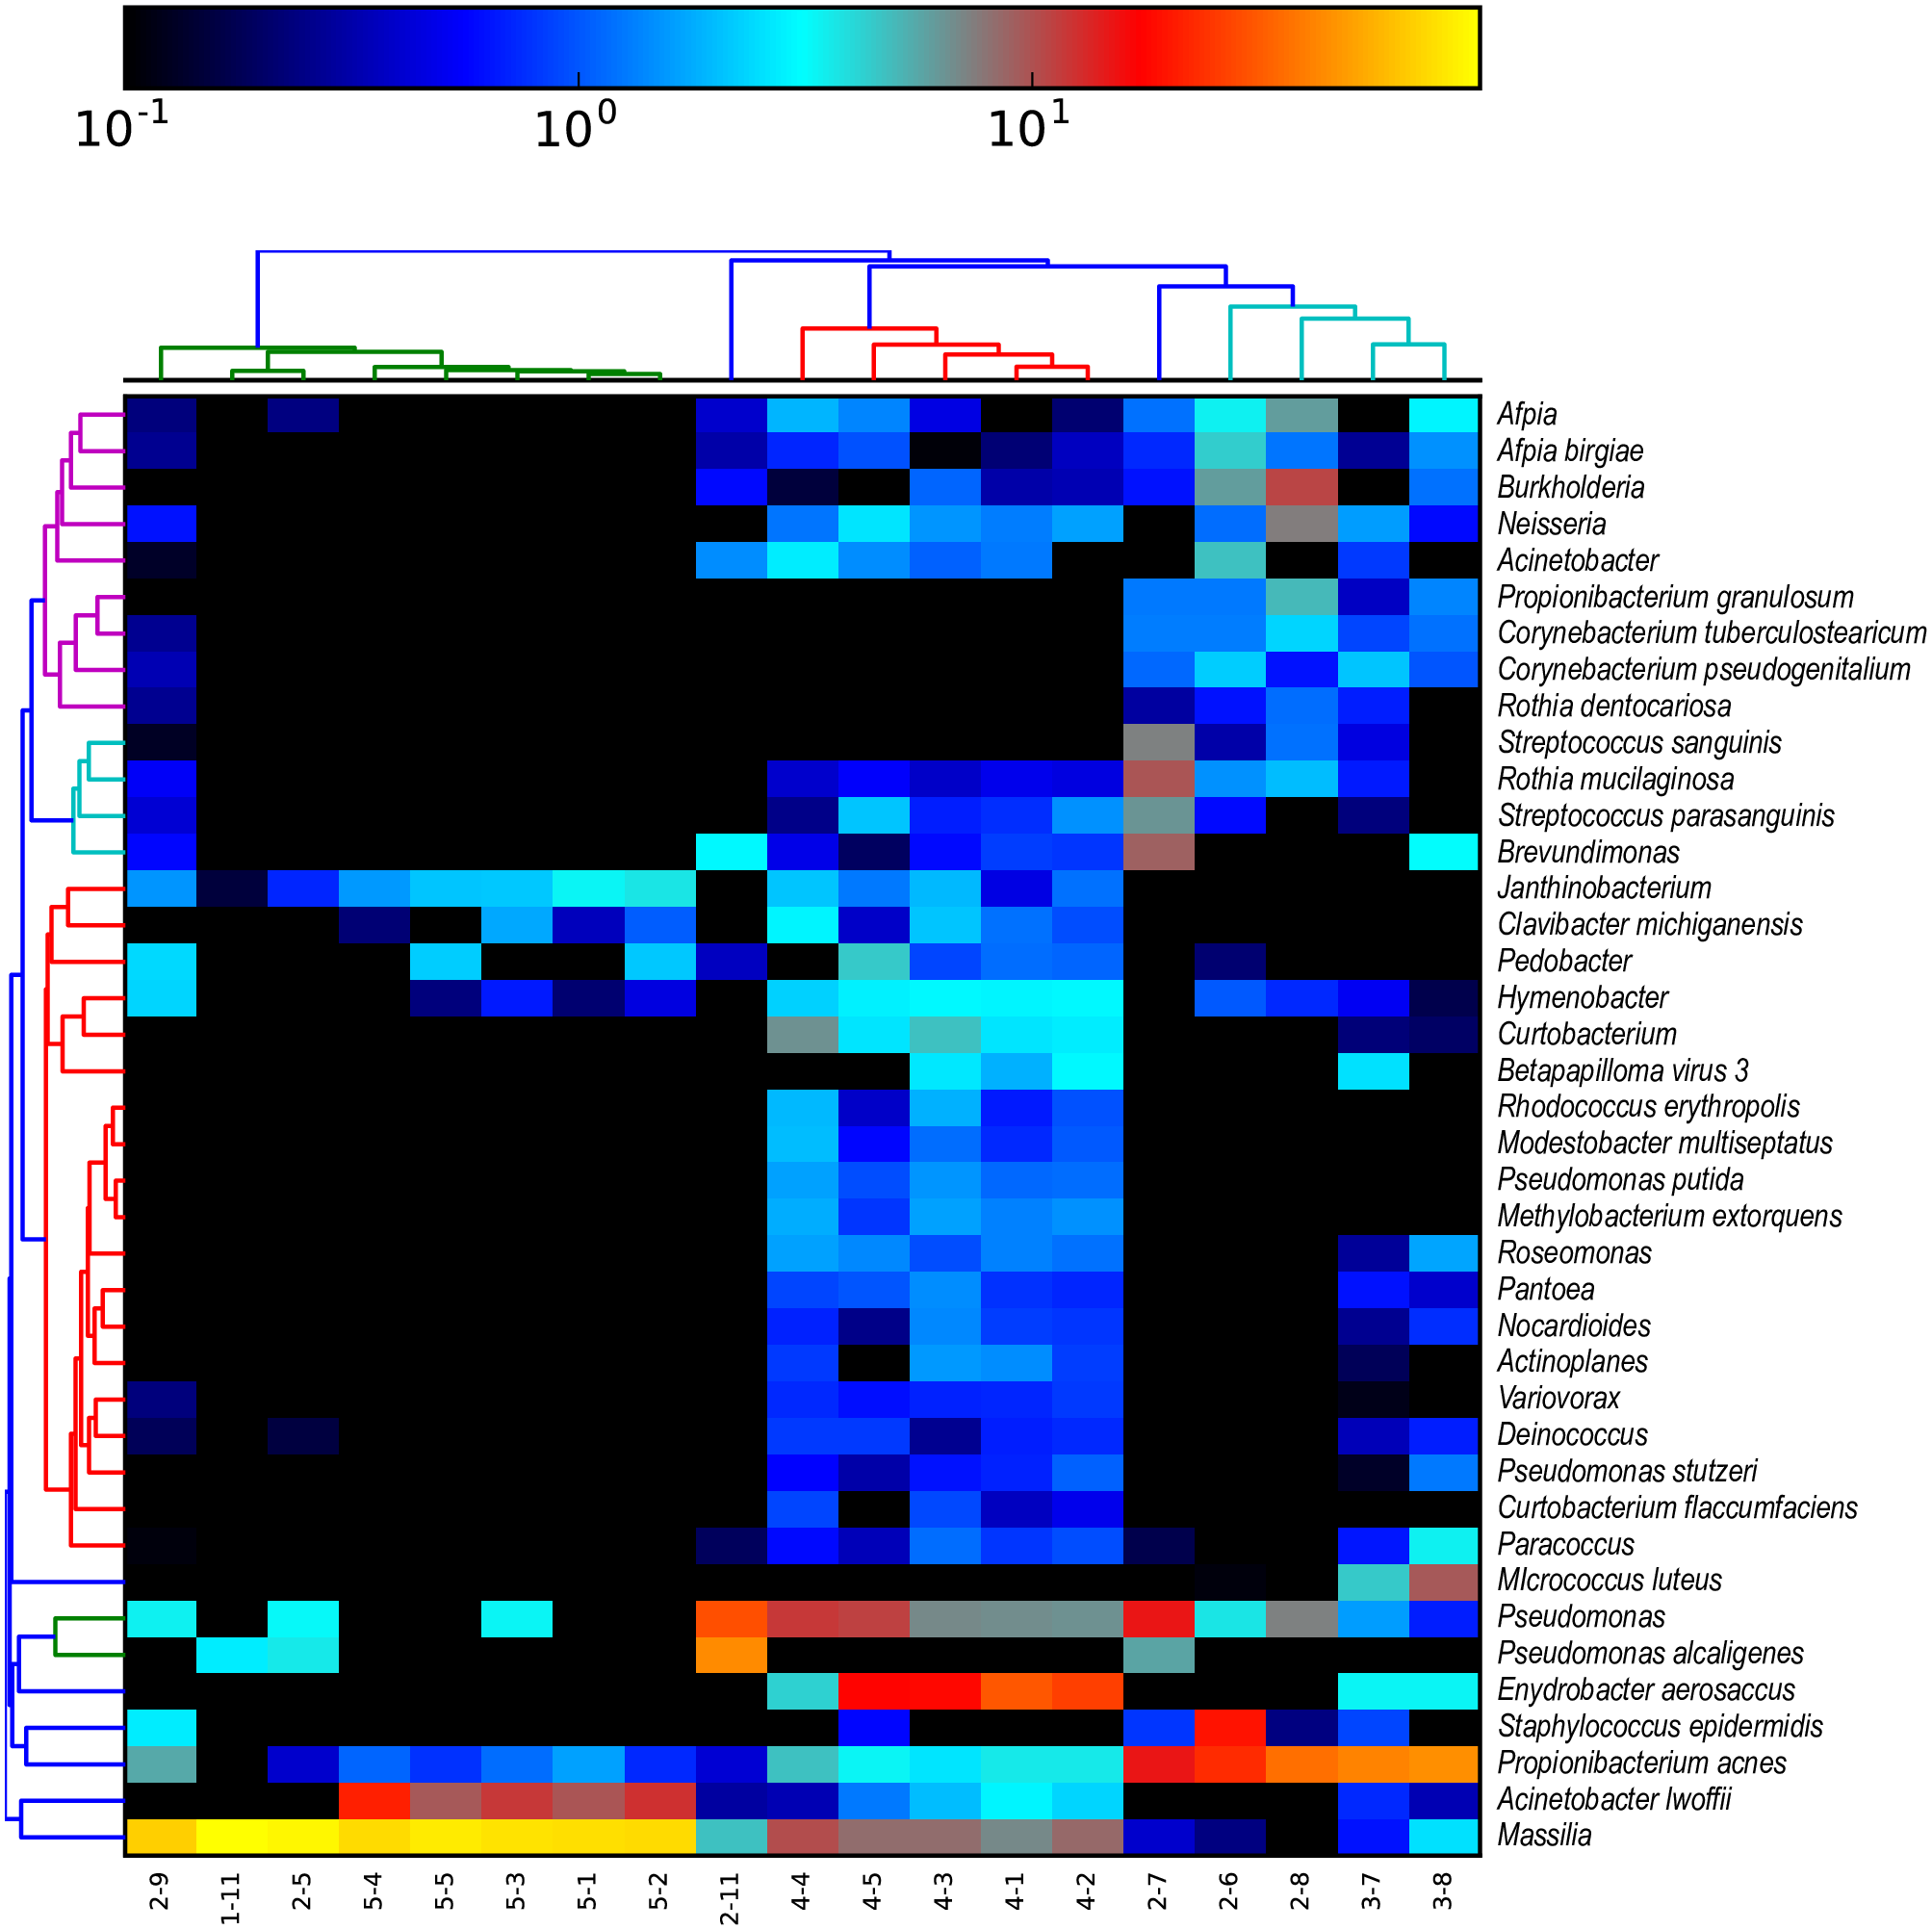 10^-1 10^0 10^1
Afpia
Afpia birgiae
Burkholderia
Neisseria
Acinetobacter
Propionibacterium granulosum
Corynebacterium tuberculostearicum
Corynebacterium pseudogenitalium
Rothia dentocariosa
Streptococcus sanguinis
Rothia mucilaginosa
Streptococcus parasanguinis
Brevundimonas
Janthinobacterium
Clavibacter michiganensis
Pedobacter
Hymenobacter
Curtobacterium
Betapapilloma virus 3
Rhodococcus erythropolis
Modestobacter multiseptatus
Pseudomonas putida
Methylobacterium extorquens
Roseomonas
Pantoea
Nocardioides
Actinoplanes
Variovorax
Deinococcus
Pseudomonas stutzeri
Curtobacterium flaccumfaciens
Paracoccus
MIcrococcus luteus
Pseudomonas
Pseudomonas alcaligenes
Enydrobacter aerosaccus
Staphylococcus epidermidis
Propionibacterium acnes
Acinetobacter lwoffii
Massilia
2-9 1-11 2-5 5-4 5-5 5-3 5-1 5-2 2-11 4-4 4-5 4-3 4-1 4-2 2-7 2-6 2-8 3-7 3-8